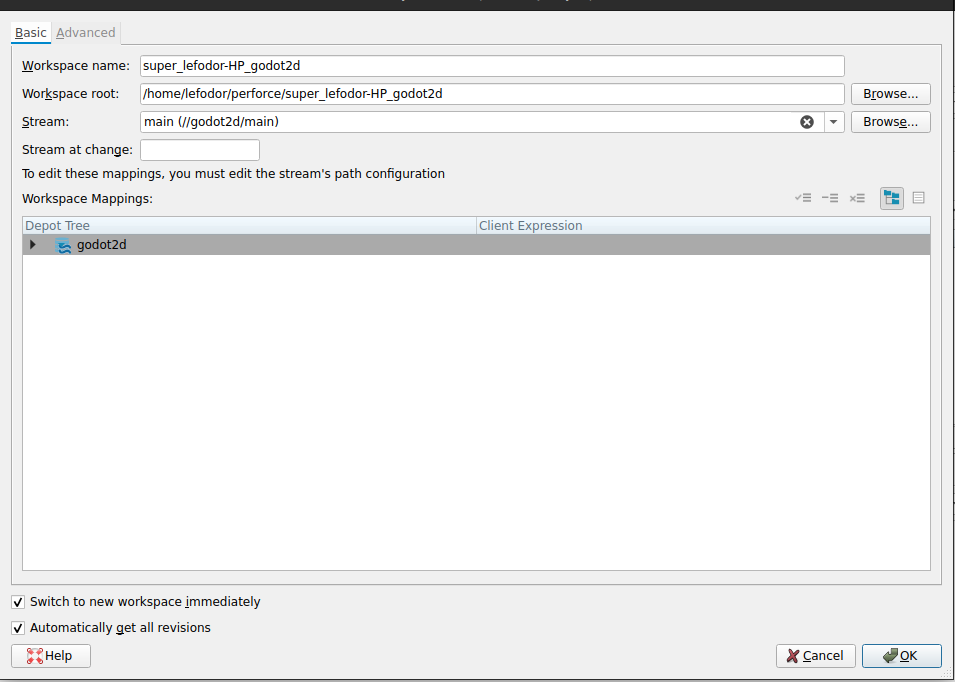 Basic Advanced
Workspace name: super_lefodor-HP_godot2d
Workspace root: /home/lefodor/perforce/super_lefodor-HP_godot2d Browse...
Stream: main (//godot2d/main) Browse...
Stream at change:
To edit these mappings, you must edit the stream's path configuration
Workspace Mappings:
Depot Tree Client Expression
godot2d
Switch to new workspace immediately
Automatically get all revisions
Help Cancel OK